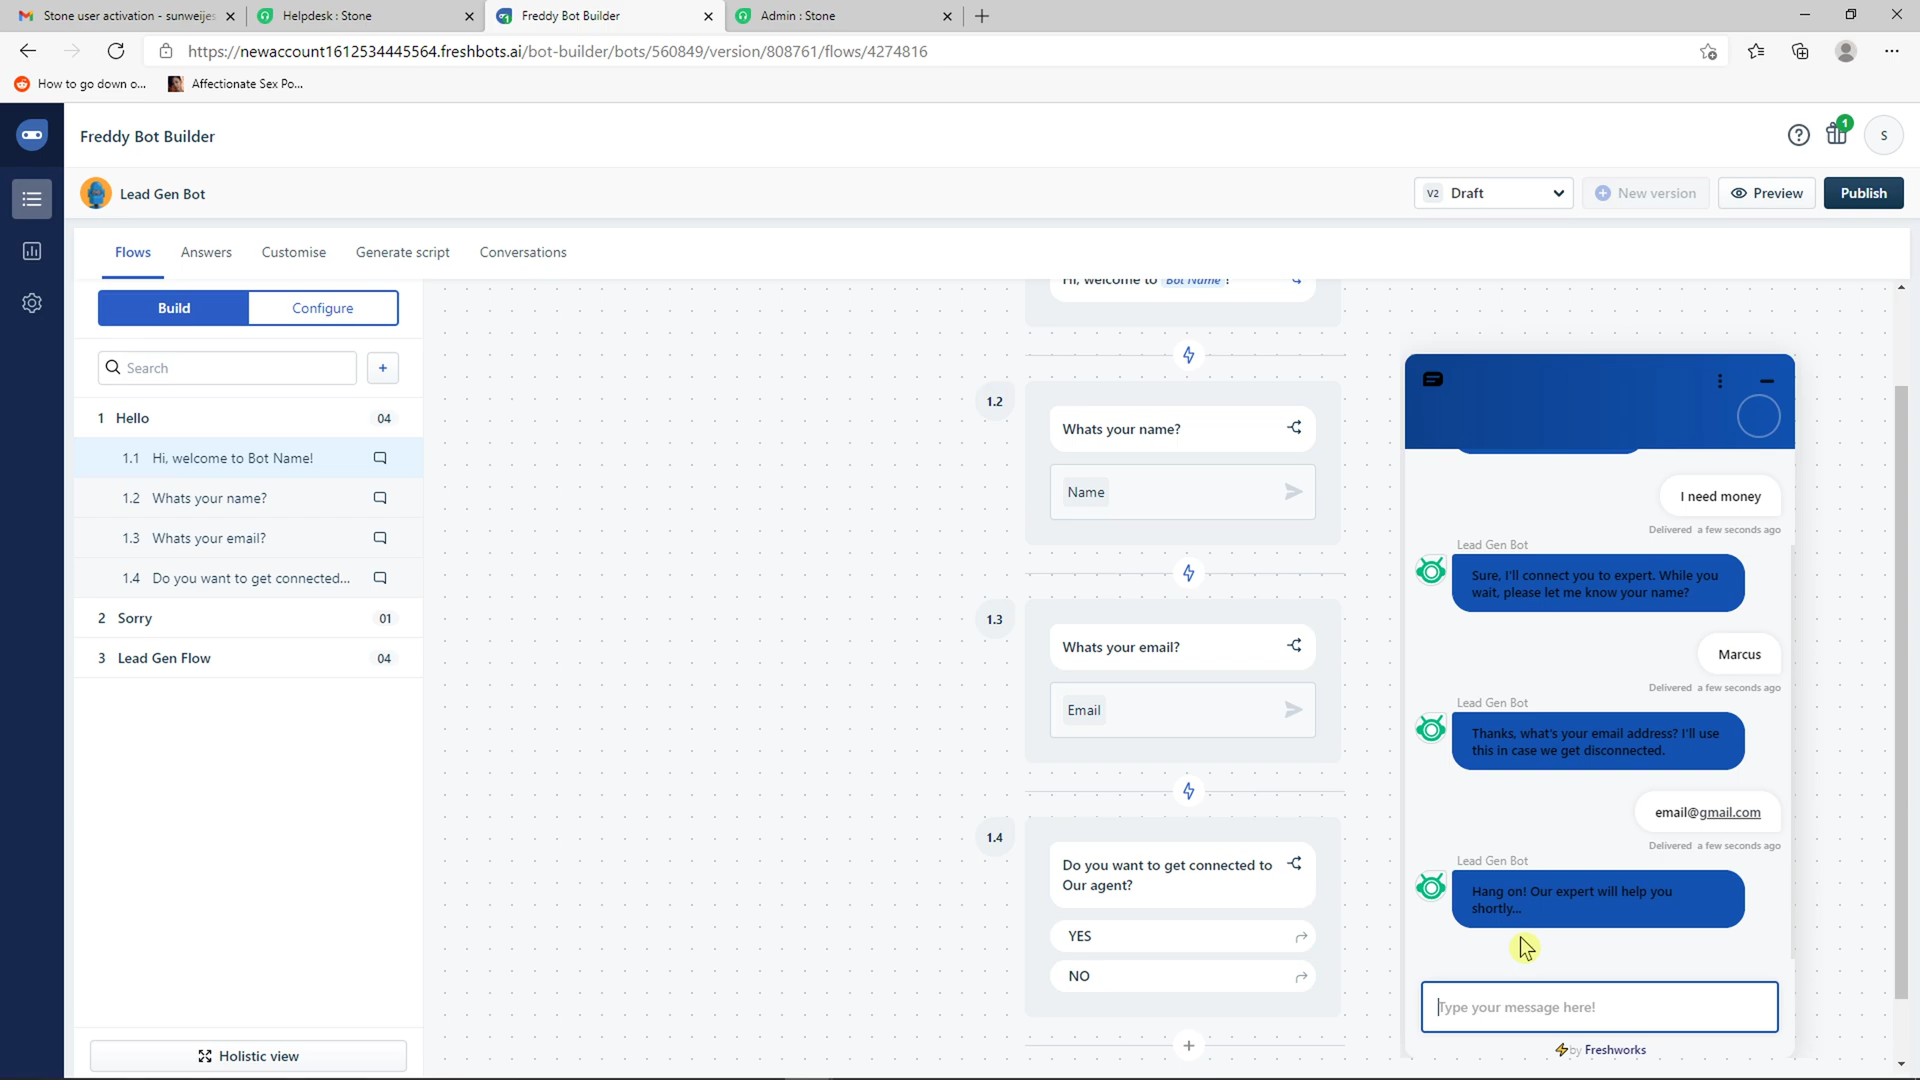 Stone user activation - sunweijes
Helpdesk : Stone
Freddy Bot Builder
Admin : Stone
https://newaccount1612534445564.freshbots.ai/bot-builder/bots/560849/version/808761/flows/4274816
How to go down o...
Affectionate Sex Po...
Freddy Bot Builder
1
S
Lead Gen Bot
V2 Draft
New version
Preview
Publish
Flows
Answers
Customise
Generate script
Conversations
Build
Configure
Search
+
1 Hello 04
1.1 Hi, welcome to Bot Name!
1.2 Whats your name?
1.3 Whats your email?
1.4 Do you want to get connected...
2 Sorry 01
3 Lead Gen Flow 04
Holistic view
Hi, welcome to Bot Name !
1.2
Whats your name?
Name
1.3
Whats your email?
Email
1.4
Do you want to get connected to
Our agent?
YES
NO
+
I need money
Delivered a few seconds ago
Lead Gen Bot
Sure, I'll connect you to expert. While you
wait, please let me know your name?
Marcus
Delivered a few seconds ago
Lead Gen Bot
Thanks, what's your email address? I'll use
this in case we get disconnected.
email@gmail.com
Delivered a few seconds ago
Lead Gen Bot
Hang on! Our expert will help you
shortly...
Type your message here!
by Freshworks